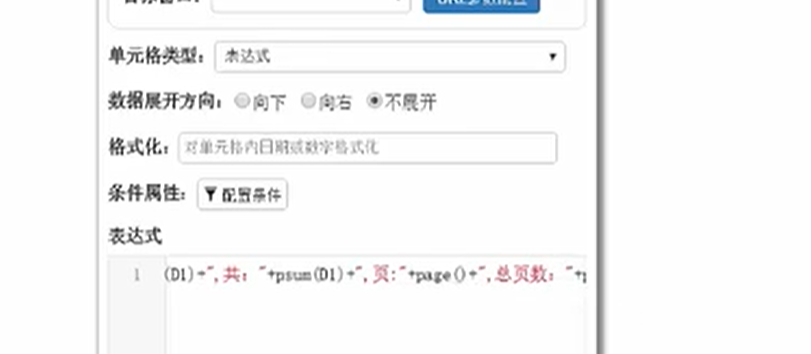 单元格类型： 表达式
数据展开方向： 向下 向右 不展开
格式化： 对单元格内日期或数字格式化
条件属性： 配置条件
表达式
1 (D1)+",共："+psum(D1)+",页:"+page()+",总页数："+